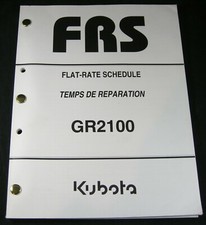 FRS
FLAT-RATE SCHEDULE
TEMPS DE REPARATION
GR2100
Kubota